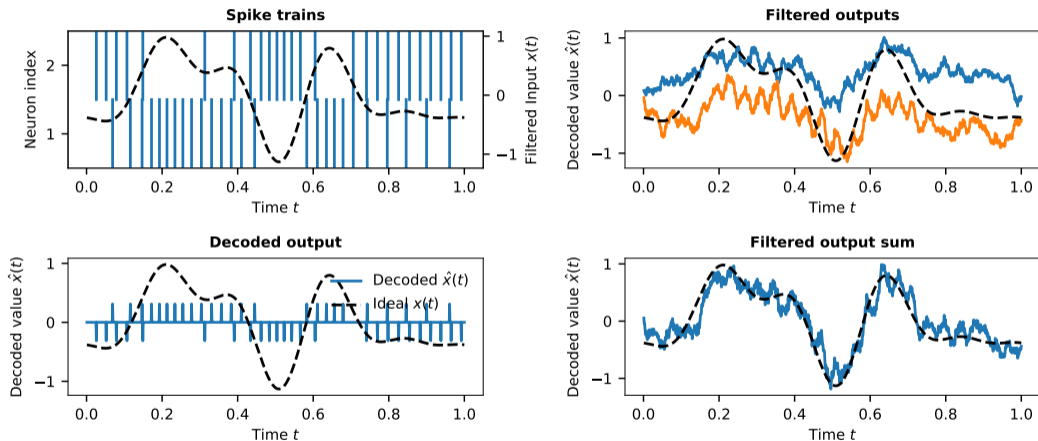 Spike trains
Neuron index
2
1
Filtered Input x(t)
1
0
−1
0.0 0.2 0.4 0.6 0.8 1.0
Time t
Filtered outputs
Decoded value x̂(t)
1
0
−1
0.0 0.2 0.4 0.6 0.8 1.0
Time t
Decoded output
Decoded value x̂(t)
1
0
−1
Decoded x̂(t)
Ideal x(t)
0.0 0.2 0.4 0.6 0.8 1.0
Time t
Filtered output sum
Decoded value x̂(t)
1
0
−1
0.0 0.2 0.4 0.6 0.8 1.0
Time t